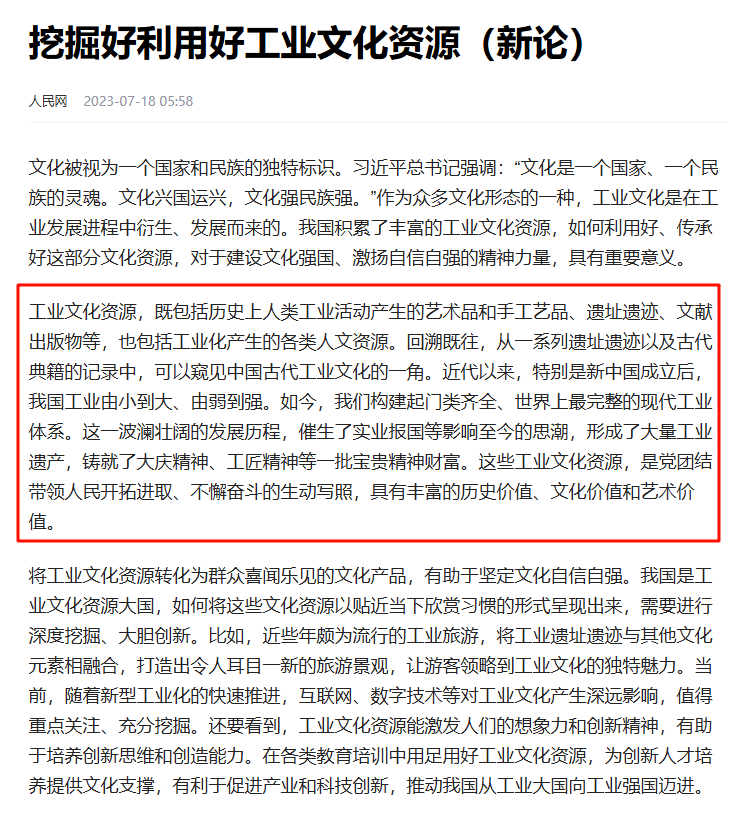 挖掘好利用好工业文化资源（新论）
人民网 2023-07-18 05:58
文化被视为一个国家和民族的独特标识。习近平总书记强调：“文化是一个国家、一个民
族的灵魂。文化兴国运兴，文化强民族强。”作为众多文化形态的一种，工业文化是在工
业发展进程中衍生、发展而来的。我国积累了丰富的工业文化资源，如何利用好、传承
好这部分文化资源，对于建设文化强国、激扬自信自强的精神力量，具有重要意义。
工业文化资源，既包括历史上人类工业活动产生的艺术品和手工艺品、遗址遗迹、文献
出版物等，也包括工业化产生的各类人文资源。回溯既往，从一系列遗址遗迹以及古代
典籍的记录中，可以窥见中国古代工业文化的一角。近代以来，特别是新中国成立后，
我国工业由小到大、由弱到强。如今，我们构建起门类齐全、世界上最完整的现代工业
体系。这一波澜壮阔的发展历程，催生了实业报国等影响至今的思潮，形成了大量工业
遗产，铸就了大庆精神、工匠精神等一批宝贵精神财富。这些工业文化资源，是党团结
带领人民开拓进取、不懈奋斗的生动写照，具有丰富的历史价值、文化价值和艺术价
值。
将工业文化资源转化为群众喜闻乐见的文化产品，有助于坚定文化自信自强。我国是工
业文化资源大国，如何将这些文化资源以贴近当下欣赏习惯的形式呈现出来，需要进行
深度挖掘、大胆创新。比如，近些年颇为流行的工业旅游，将工业遗址遗迹与其他文化
元素相融合，打造出令人耳目一新的旅游景观，让游客领略到工业文化的独特魅力。当
前，随着新型工业化的快速推进，互联网、数字技术等对工业文化产生深远影响，值得
重点关注、充分挖掘。还要看到，工业文化资源能激发人们的想象力和创新精神，有助
于培养创新思维和创造能力。在各类教育培训中用足用好工业文化资源，为创新人才培
养提供文化支撑，有利于促进产业和科技创新，推动我国从工业大国向工业强国迈进。